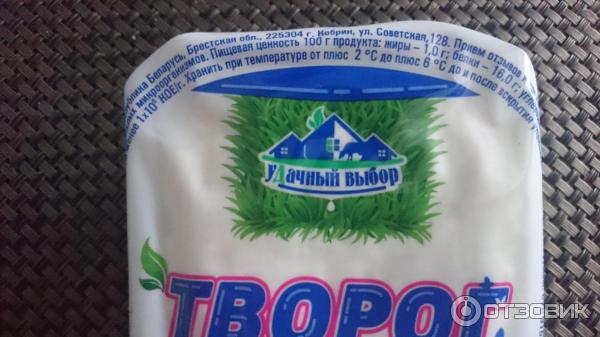 Республика Беларусь, Брестская обл., 225304 г. Кобрин, ул. Советская, 128. Прием отзывов
микроорганизмов. Пищевая ценность 100 г продукта: жиры – 1,0 г; белки – 16,0 г;
1x10⁶ КОЕ/г. Хранить при температуре от плюс 2 °С до плюс 6 °С до и после вскрытия
удачный выбор
ТВОРОГ
ОТЗОВИК